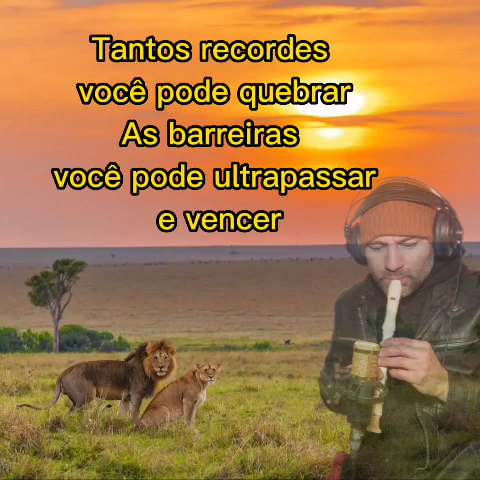 Tantos recordes
você pode quebrar
As barreiras
você pode ultrapassar
e vencer